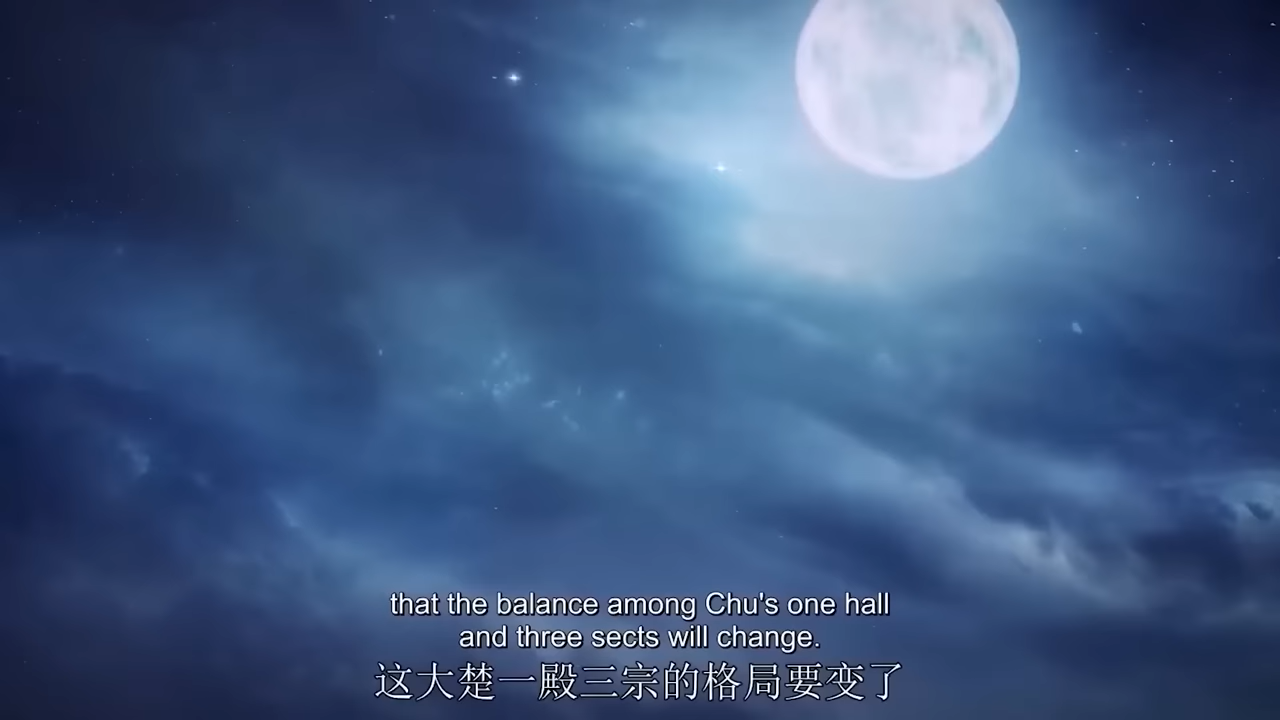 that the balance among Chu's one hall
and three sects will change.
这大楚一殿三宗的格局要变了